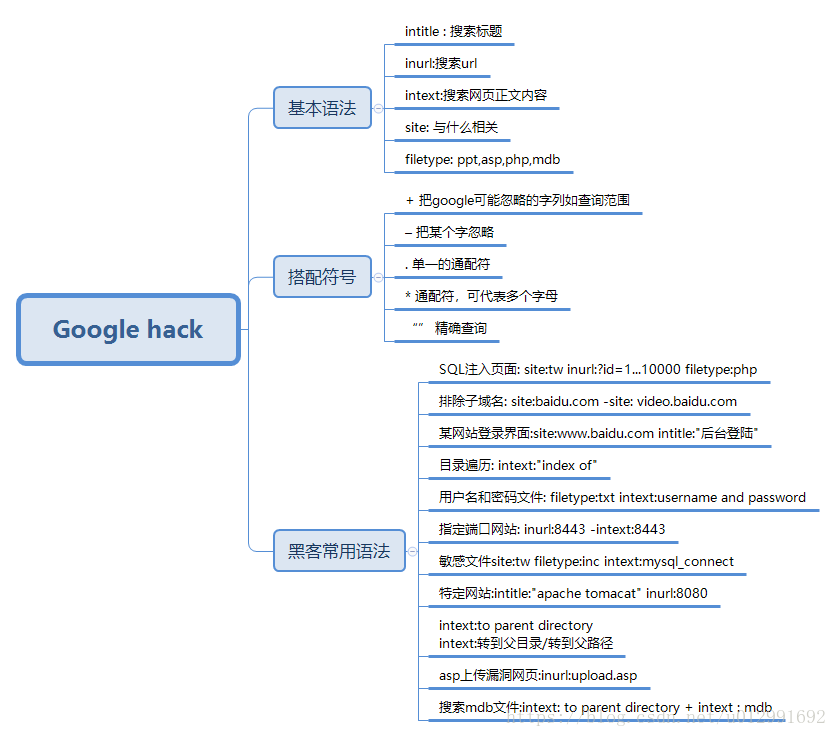 intitle : 搜索标题
inurl:搜索url
基本语法
intext:搜索网页正文内容
site: 与什么相关
filetype: ppt,asp,php,mdb
+ 把google可能忽略的字列如查询范围
– 把某个字忽略
搭配符号
. 单一的通配符
* 通配符，可代表多个字母
“” 精确查询
Google hack
SQL注入页面: site:tw inurl:?id=1...10000 filetype:php
排除子域名: site:baidu.com -site: video.baidu.com
某网站登录界面:site:www.baidu.com intitle:"后台登陆"
目录遍历: intext:"index of"
用户名和密码文件: filetype:txt intext:username and password
指定端口网站: inurl:8443 -intext:8443
黑客常用语法
敏感文件site:tw filetype:inc intext:mysql_connect
特定网站:intitle:"apache tomacat" inurl:8080
intext:to parent directory
intext:转到父目录/转到父路径
asp上传漏洞网页:inurl:upload.asp
搜索mdb文件:intext: to parent directory + intext : mdb
https://blog.csdn.net/u012991692